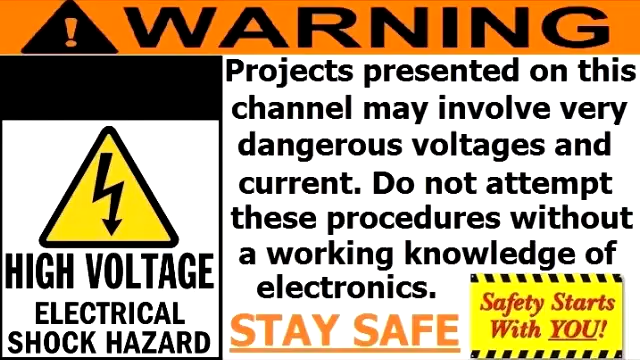 WARNING
Projects presented on this
channel may involve very
dangerous voltages and
current. Do not attempt
these procedures without
a working knowledge of
electronics.
STAY SAFE
HIGH VOLTAGE
ELECTRICAL
SHOCK HAZARD
Safety Starts
With YOU!